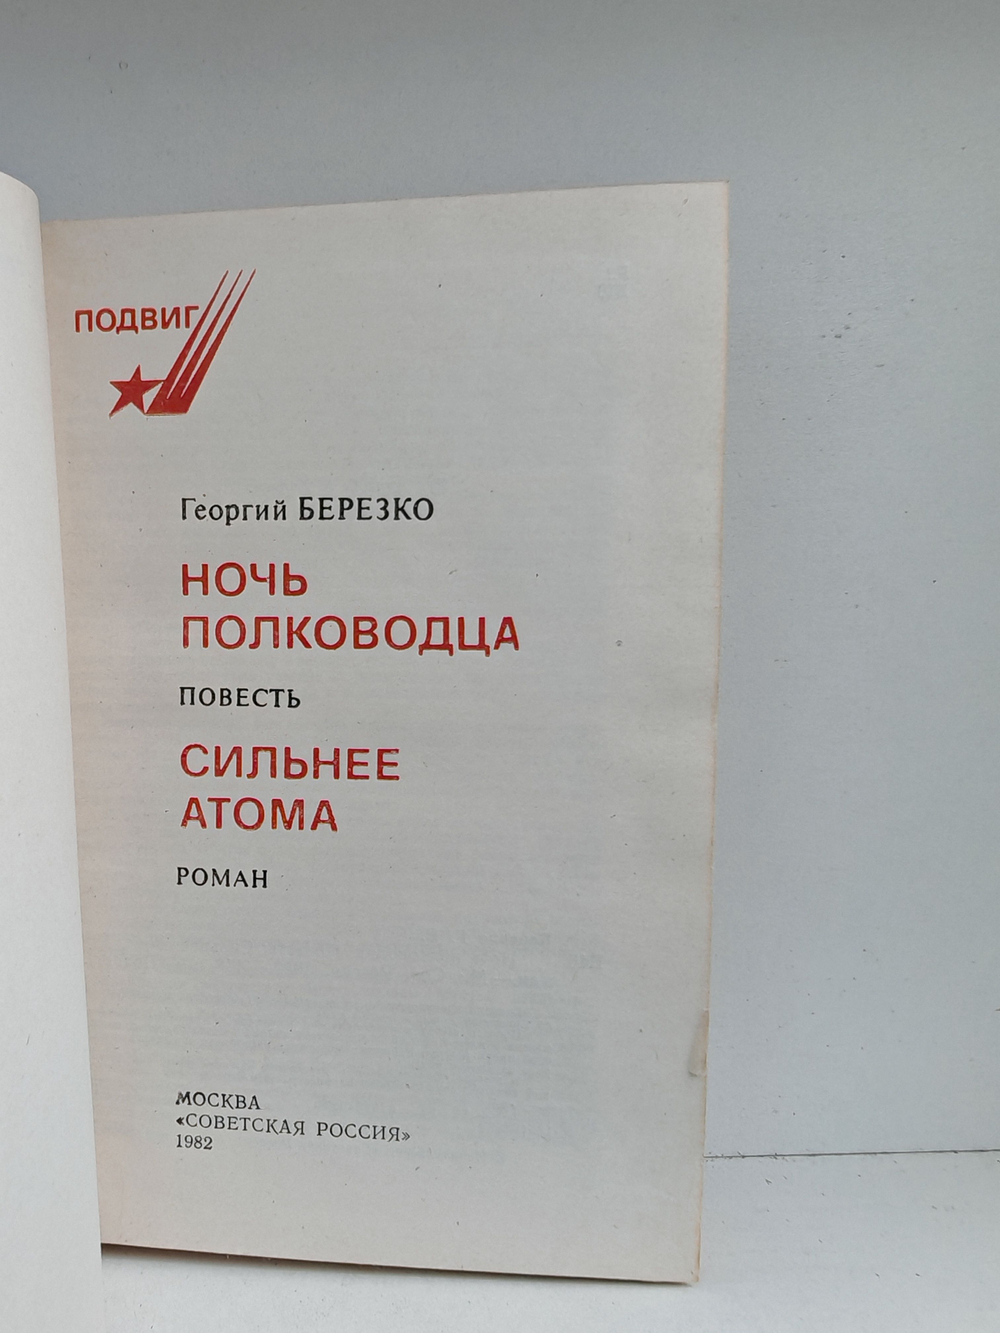 ПОДВИГ
Георгий БЕРЕЗКО
НОЧЬ
ПОЛКОВОДЦА
ПОВЕСТЬ
СИЛЬНЕЕ
АТОМА
РОМАН
МОСКВА
«СОВЕТСКАЯ РОССИЯ»
1982